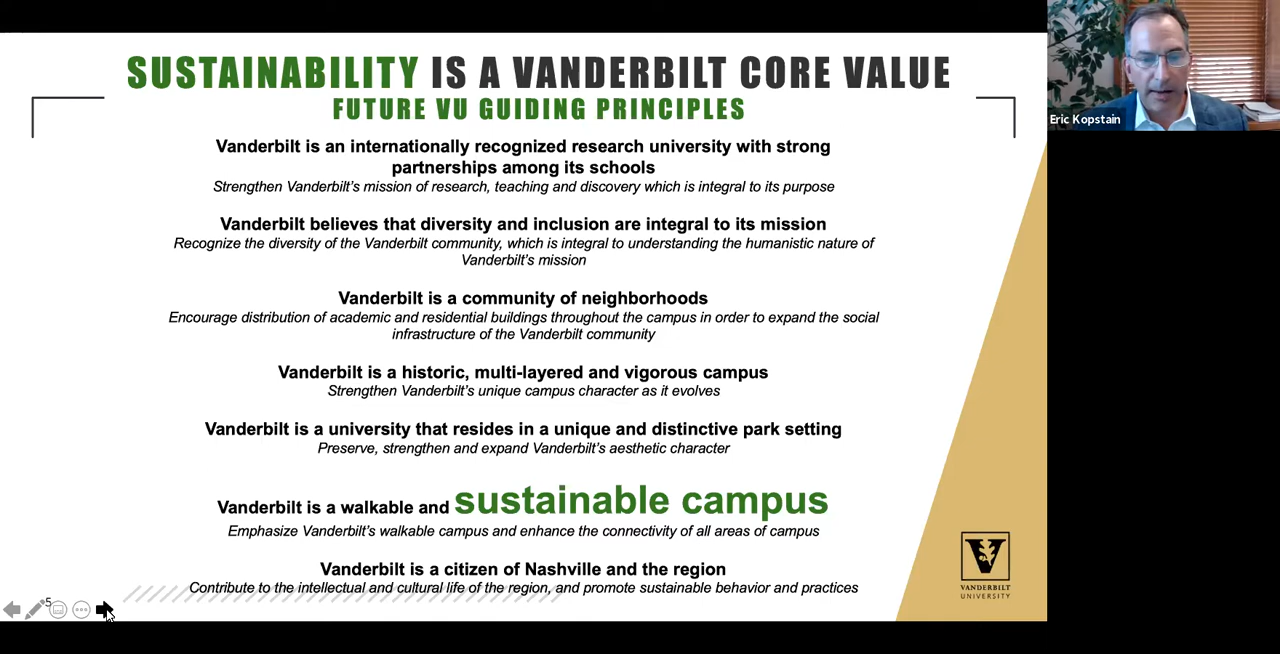 SUSTAINABILITY IS A VANDERBILT CORE VALUE
FUTURE VU GUIDING PRINCIPLES
Eric Kopstain
Vanderbilt is an internationally recognized research university with strong
partnerships among its schools
Strengthen Vanderbilt's mission of research, teaching and discovery which is integral to its purpose
Vanderbilt believes that diversity and inclusion are integral to its mission
Recognize the diversity of the Vanderbilt community, which is integral to understanding the humanistic nature of
Vanderbilt's mission
Vanderbilt is a community of neighborhoods
Encourage distribution of academic and residential buildings throughout the campus in order to expand the social
infrastructure of the Vanderbilt community
Vanderbilt is a historic, multi-layered and vigorous campus
Strengthen Vanderbilt's unique campus character as it evolves
Vanderbilt is a university that resides in a unique and distinctive park setting
Preserve, strengthen and expand Vanderbilt's aesthetic character
Vanderbilt is a walkable and sustainable campus
Emphasize Vanderbilt's walkable campus and enhance the connectivity of all areas of campus
Vanderbilt is a citizen of Nashville and the region
Contribute to the intellectual and cultural life of the region, and promote sustainable behavior and practices
5
V
VANDERBILT
UNIVERSITY